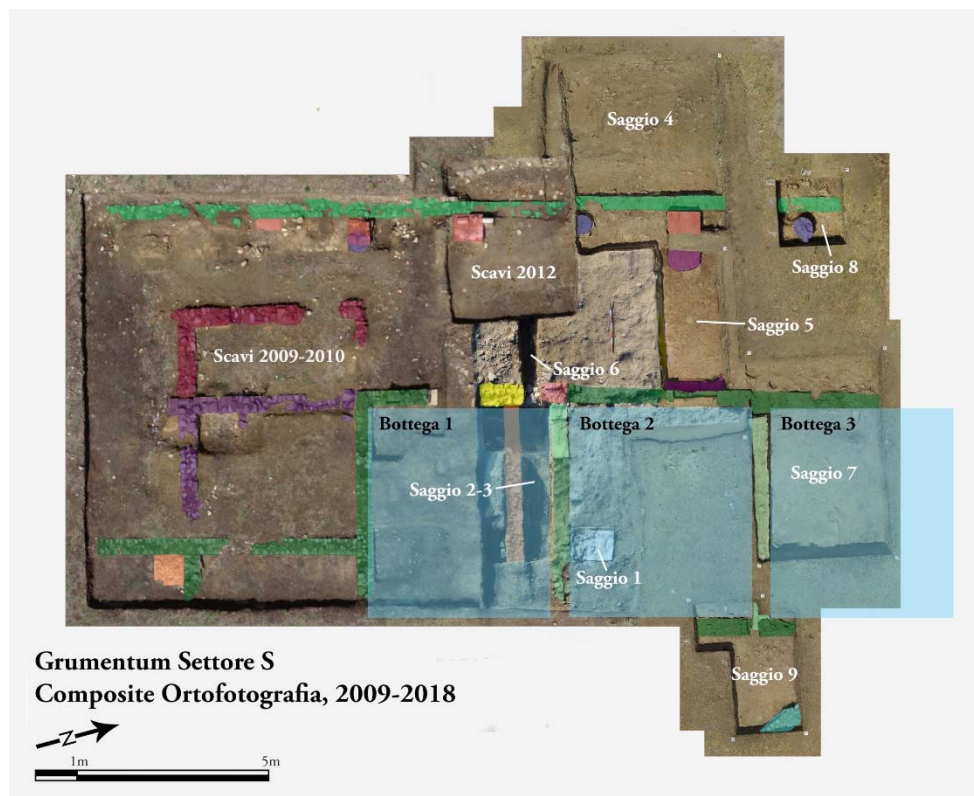 Saggio 4
Saggio 8
Scavi 2012
Saggio 5
Scavi 2009-2010
Saggio 6
Bottega 1
Bottega 2
Bottega 3
Saggio 7
Saggio 2-3
Saggio 1
Saggio 9
Grumentum Settore S
Composite Ortofotografia, 2009-2018
N
1m
5m